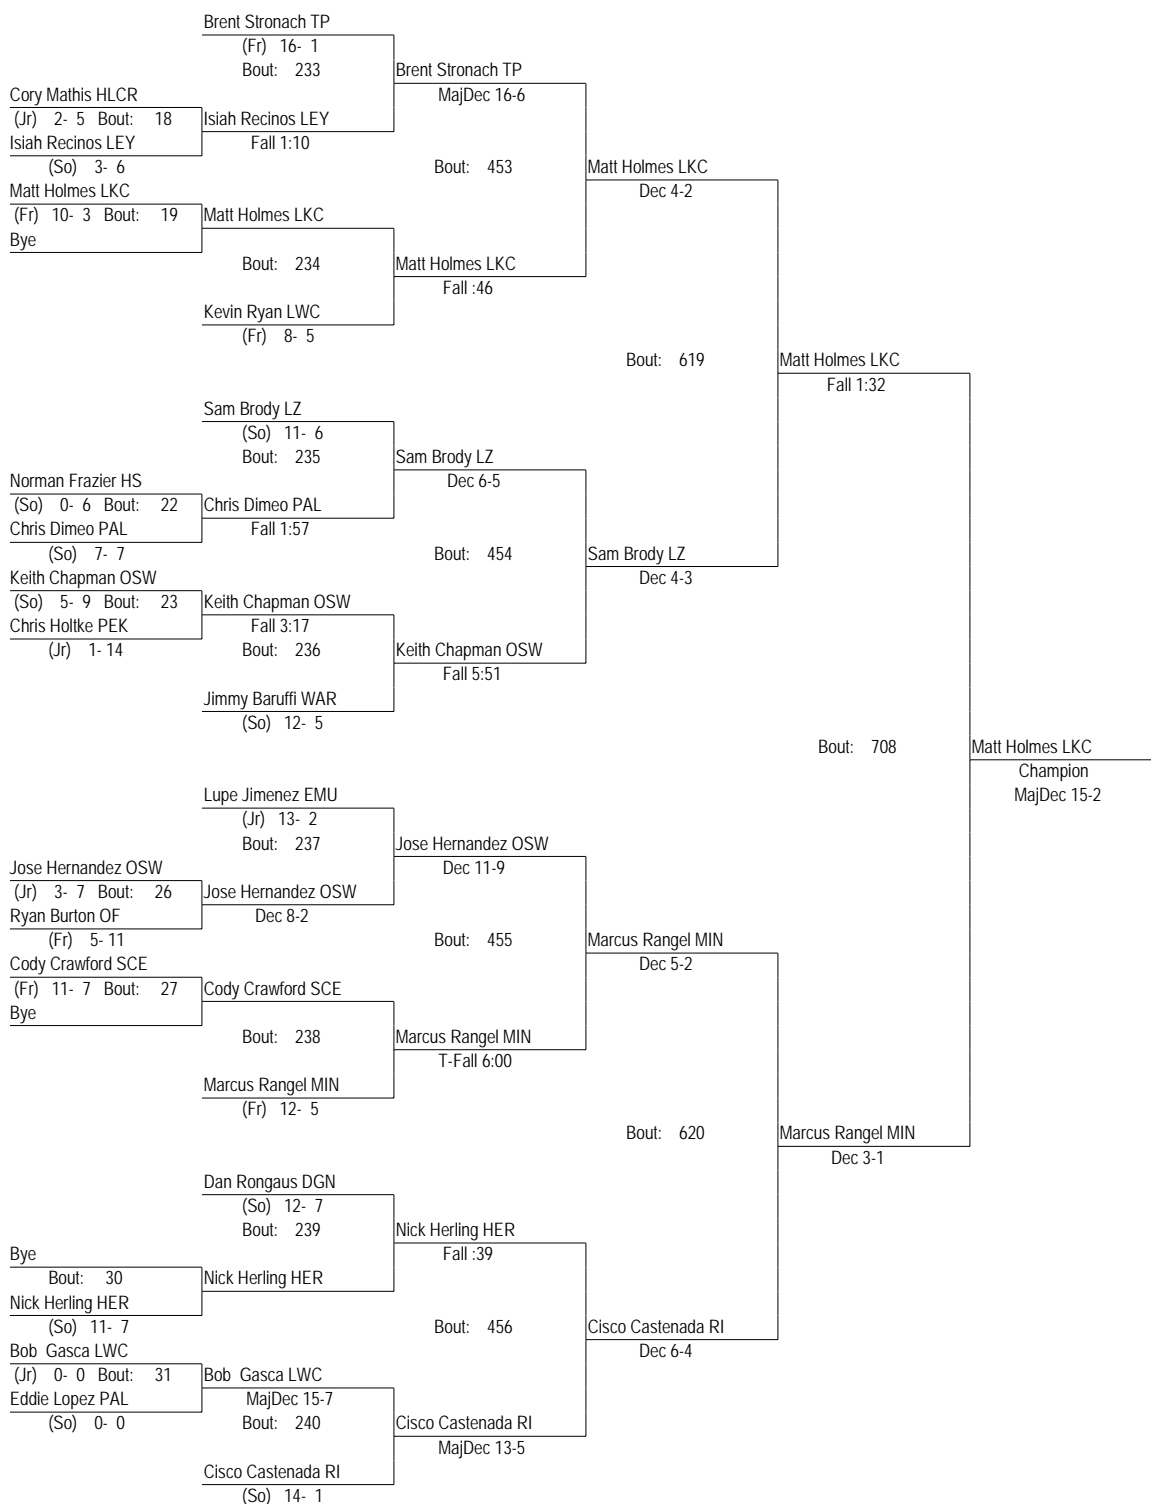 Brent Stronach TP
(Fr) 16- 1
Bout: 233
Brent Stronach TP
Cory Mathis HLCR
MajDec 16-6
(Jr) 2- 5 Bout: 18
Isiah Recinos LEY
Isiah Recinos LEY
Fall 1:10
(So) 3- 6
Bout: 453
Matt Holmes LKC
Matt Holmes LKC
Dec 4-2
(Fr) 10- 3 Bout: 19
Matt Holmes LKC
Bye
Bout: 234
Matt Holmes LKC
Fall :46
Kevin Ryan LWC
(Fr) 8- 5
Bout: 619
Matt Holmes LKC
Fall 1:32
Sam Brody LZ
(So) 11- 6
Bout: 235
Sam Brody LZ
Norman Frazier HS
Dec 6-5
(So) 0- 6 Bout: 22
Chris Dimeo PAL
Chris Dimeo PAL
Fall 1:57
(So) 7- 7
Bout: 454
Sam Brody LZ
Keith Chapman OSW
Dec 4-3
(So) 5- 9 Bout: 23
Keith Chapman OSW
Chris Holtke PEK
Fall 3:17
(Jr) 1- 14
Bout: 236
Keith Chapman OSW
Fall 5:51
Jimmy Baruffi WAR
(So) 12- 5
Bout: 708
Matt Holmes LKC
Champion
MajDec 15-2
Lupe Jimenez EMU
(Jr) 13- 2
Bout: 237
Jose Hernandez OSW
Jose Hernandez OSW
Dec 11-9
(Jr) 3- 7 Bout: 26
Jose Hernandez OSW
Ryan Burton OF
Dec 8-2
(Fr) 5- 11
Bout: 455
Marcus Rangel MIN
Cody Crawford SCE
Dec 5-2
(Fr) 11- 7 Bout: 27
Cody Crawford SCE
Bye
Bout: 238
Marcus Rangel MIN
T-Fall 6:00
Marcus Rangel MIN
(Fr) 12- 5
Bout: 620
Marcus Rangel MIN
Dec 3-1
Dan Rongaus DGN
(So) 12- 7
Bout: 239
Nick Herling HER
Bye
Fall :39
Bout: 30
Nick Herling HER
Nick Herling HER
(So) 11- 7
Bout: 456
Cisco Castenada RI
Bob Gasca LWC
Dec 6-4
(Jr) 0- 0 Bout: 31
Bob Gasca LWC
Eddie Lopez PAL
MajDec 15-7
(So) 0- 0
Bout: 240
Cisco Castenada RI
MajDec 13-5
Cisco Castenada RI
(So) 14- 1